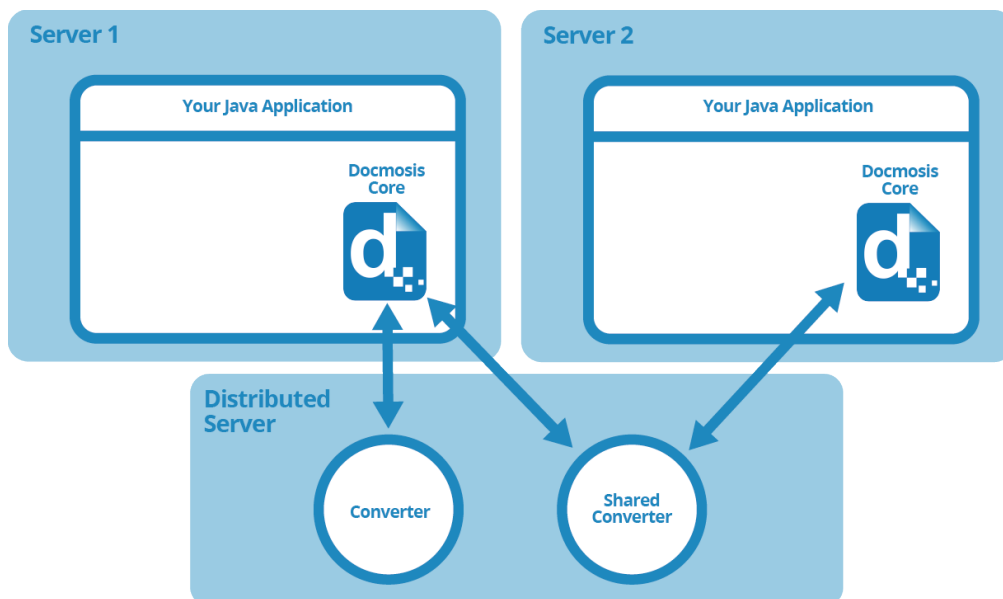 Server 1
Your Java Application
Docmosis
Core
d
Server 2
Your Java Application
Docmosis
Core
d
Distributed
Server
Converter
Shared
Converter